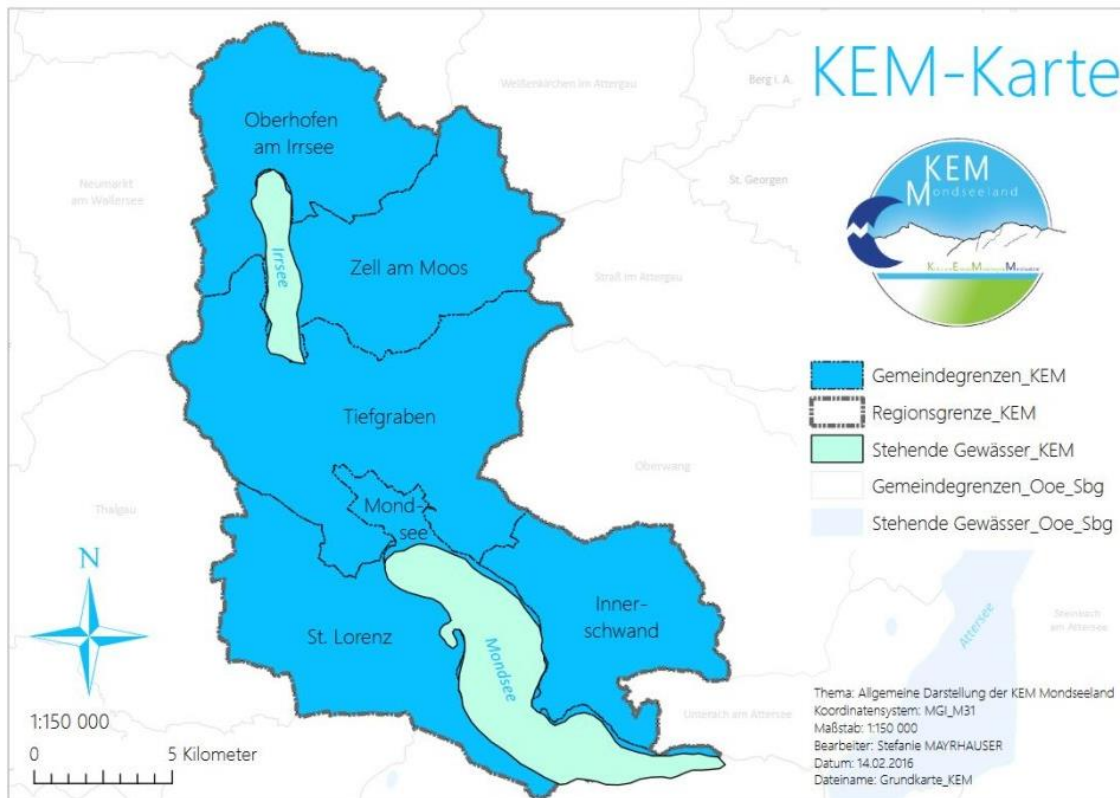 KEM-Karte
KEM
Mondseeland
Oberhofen
am Irrsee
Irrsee
Zell am Moos
Tiefgraben
Mond-
see
St. Lorenz
Mondsee
Inner-
schwand
Weißenkirchen im Attergau
Berg i. A.
St. Georgen
Neumarkt
am Wallersee
Straß im Attergau
Oberwang
Thalgau
Unterach am Attersee
Attersee
Steinbach
am Attersee
Gemeindegrenzen_KEM
Regionsgrenze_KEM
Stehende Gewässer_KEM
Gemeindegrenzen_Ooe_Sbg
Stehende Gewässer_Ooe_Sbg
N
1:150 000
0 5 Kilometer
Thema: Allgemeine Darstellung der KEM Mondseeland
Koordinatensystem: MGI_M31
Maßstab: 1:150 000
Bearbeiter: Stefanie MAYRHAUSER
Datum: 14.02.2016
Dateiname: Grundkarte_KEM